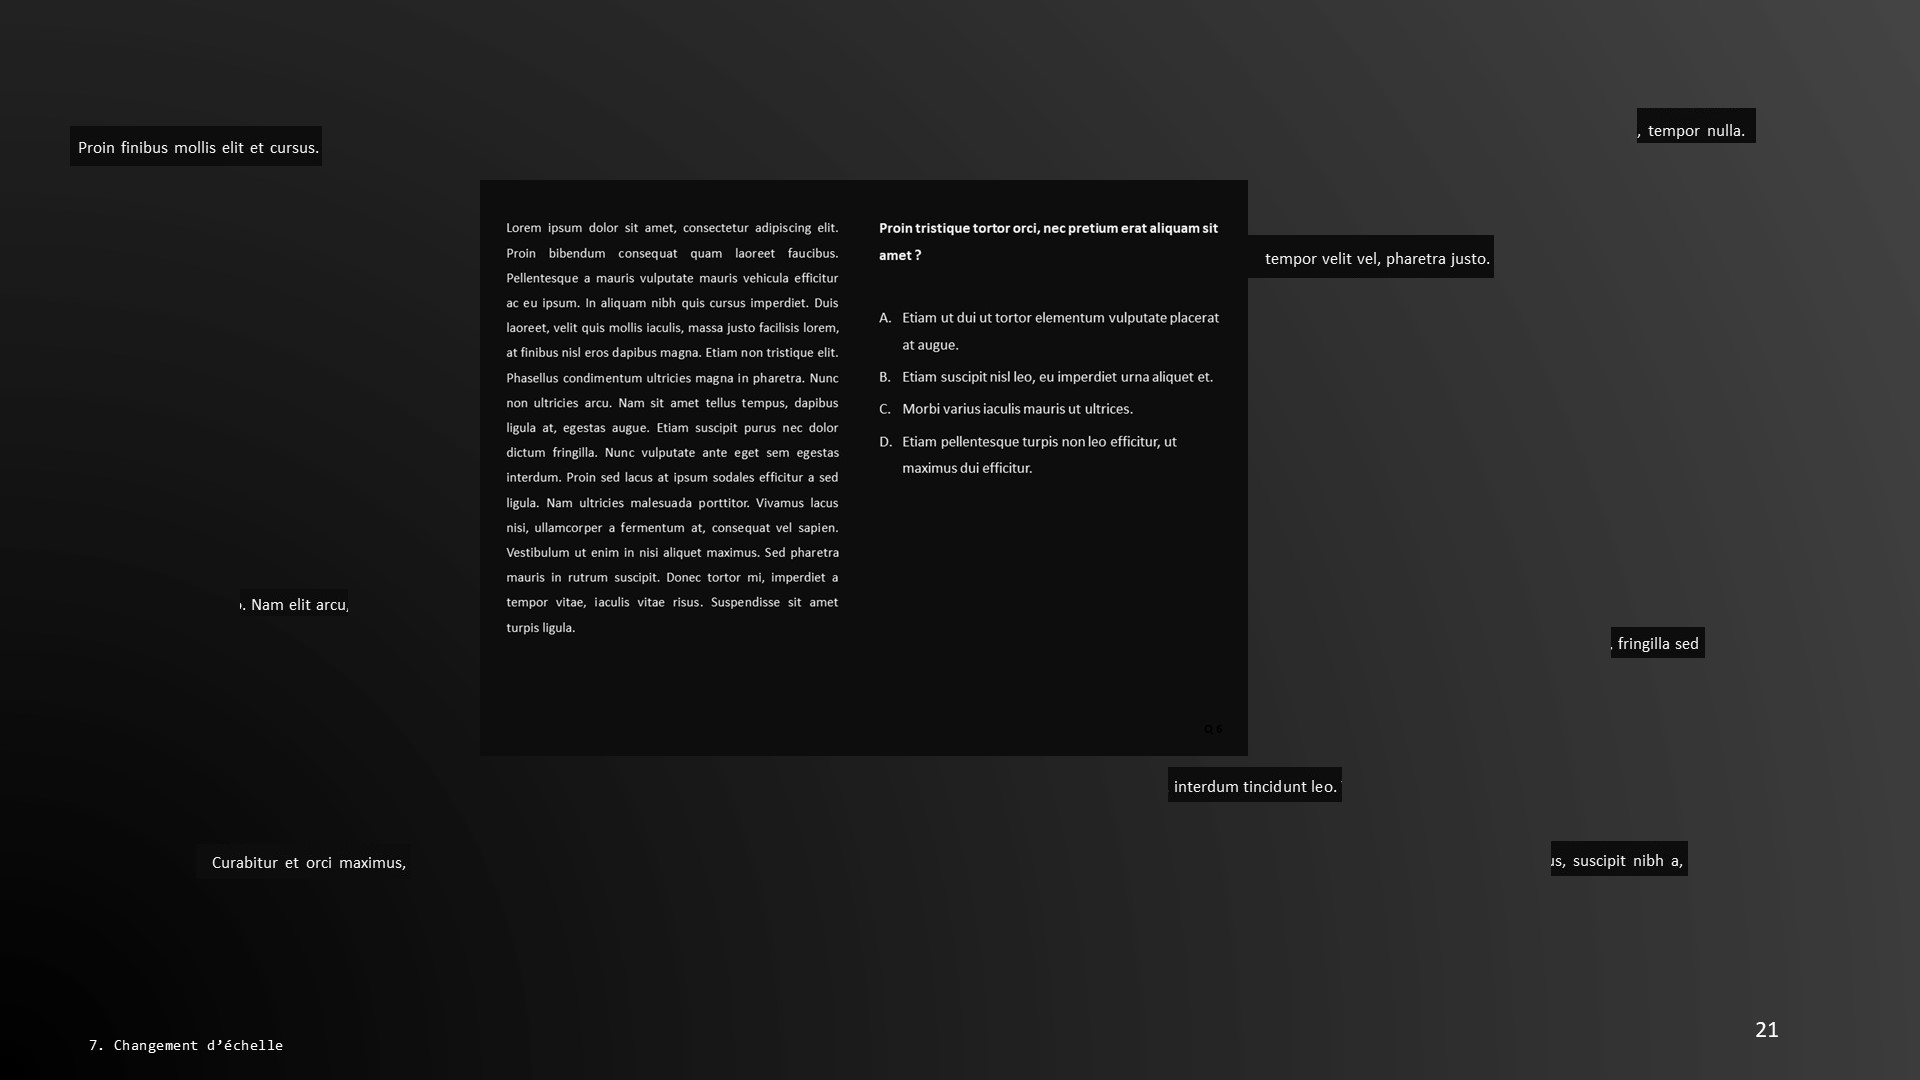 Proin finibus mollis elit et cursus.
, tempor nulla.
Lorem ipsum dolor sit amet, consectetur adipiscing elit.
Proin bibendum consequat quam laoreet faucibus.
Pellentesque a mauris vulputate mauris vehicula efficitur
ac eu ipsum. In aliquam nibh quis cursus imperdiet. Duis
laoreet, velit quis mollis iaculis, massa justo facilisis lorem,
at finibus nisl eros dapibus magna. Etiam non tristique elit.
Phasellus condimentum ultricies magna in pharetra. Nunc
non ultricies arcu. Nam sit amet tellus tempus, dapibus
ligula at, egestas augue. Etiam suscipit purus nec dolor
dictum fringilla. Nunc vulputate ante eget sem egestas
interdum. Proin sed lacus at ipsum sodales efficitur a sed
ligula. Nam ultricies malesuada porttitor. Vivamus lacus
nisi, ullamcorper a fermentum at, consequat vel sapien.
Vestibulum ut enim in nisi aliquet maximus. Sed pharetra
mauris in rutrum suscipit. Donec tortor mi, imperdiet a
tempor vitae, iaculis vitae risus. Suspendisse sit amet
turpis ligula.
Proin tristique tortor orci, nec pretium erat aliquam sit
amet ?
A. Etiam ut dui ut tortor elementum vulputate placerat
at augue.
B. Etiam suscipit nisl leo, eu imperdiet urna aliquet et.
C. Morbi varius iaculis mauris ut ultrices.
D. Etiam pellentesque turpis non leo efficitur, ut
maximus dui efficitur.
tempor velit vel, pharetra justo.
. Nam elit arcu,
, fringilla sed
interdum tincidunt leo.
Curabitur et orci maximus,
us, suscipit nibh a,
7. Changement d’échelle
21